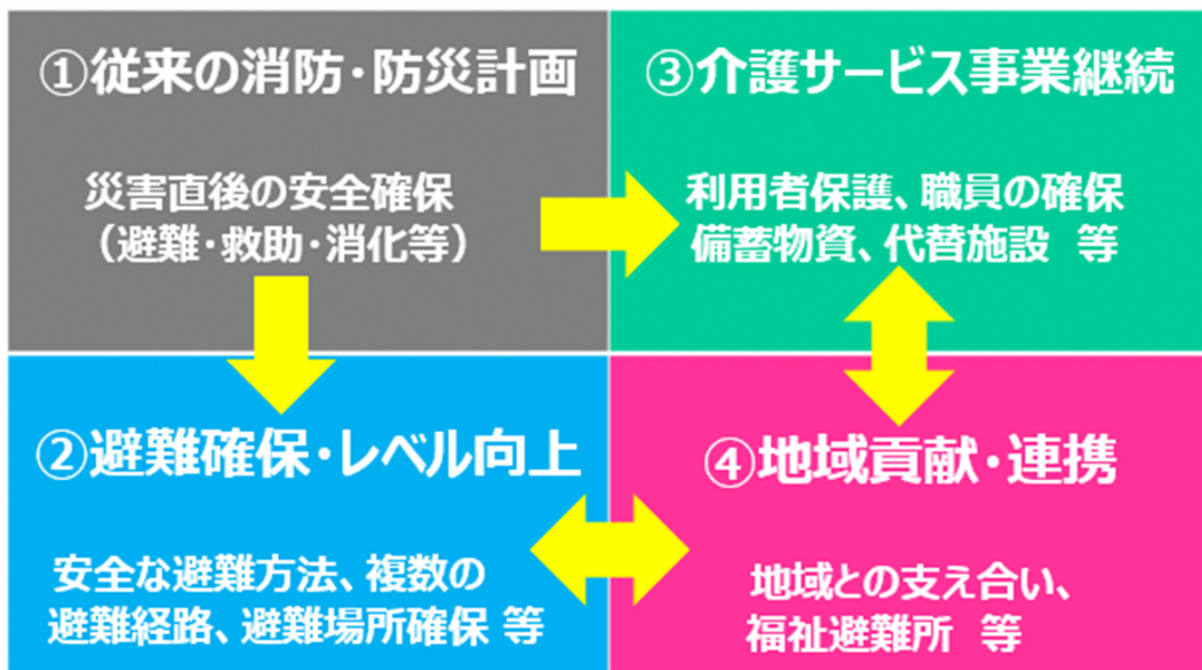 ①従来の消防・防災計画
災害直後の安全確保
（避難・救助・消化等）
②避難確保・レベル向上
安全な避難方法、複数の
避難経路、避難場所確保 等
③介護サービス事業継続
利用者保護、職員の確保
備蓄物資、代替施設 等
④地域貢献・連携
地域との支え合い、
福祉避難所 等